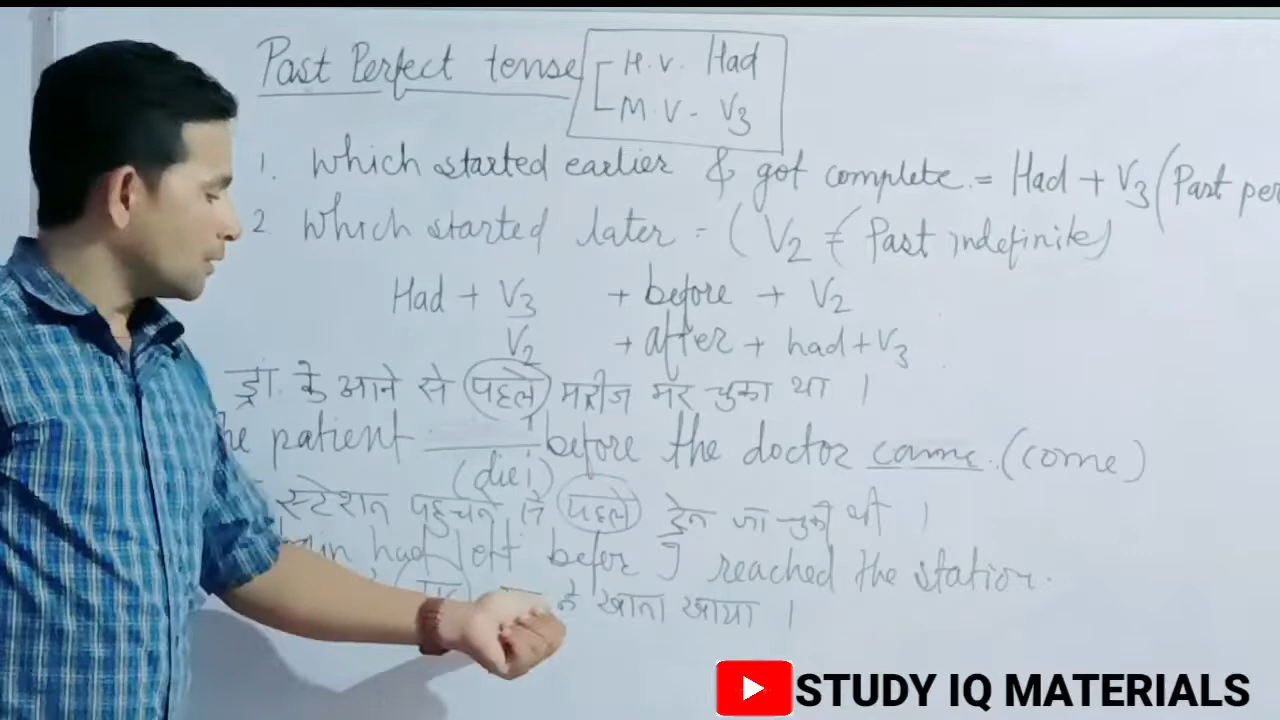 Past Perfect tense
H.V. Had
M.V - V3
1. Which started earlier & got complete = Had + V3 (Past per
2. Which started later = ( V2 = ( Past indefinite)
Had + V3 + before + V2
V2 + after + had + V3
ड्रा. के आने से पहले मरीज मर चुका था ।
he patient ______ before the doctor came. (come)
(die)
स्टेशन पहुचने से पहले ट्रेन जा चुकी थी ।
had left befor I reached the station.
ने खाना खाया ।
STUDY IQ MATERIALS